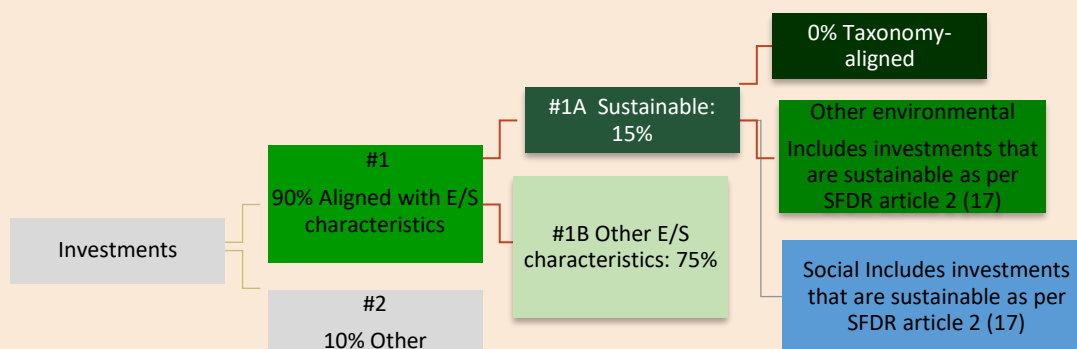 0% Taxonomy-
aligned
#1A Sustainable:
15%
Other environmental
Includes investments that
are sustainable as per
SFDR article 2 (17)
#1
90% Aligned with E/S
characteristics
#1B Other E/S
characteristics: 75%
Investments
Social Includes investments
that are sustainable as per
SFDR article 2 (17)
#2
10% Other